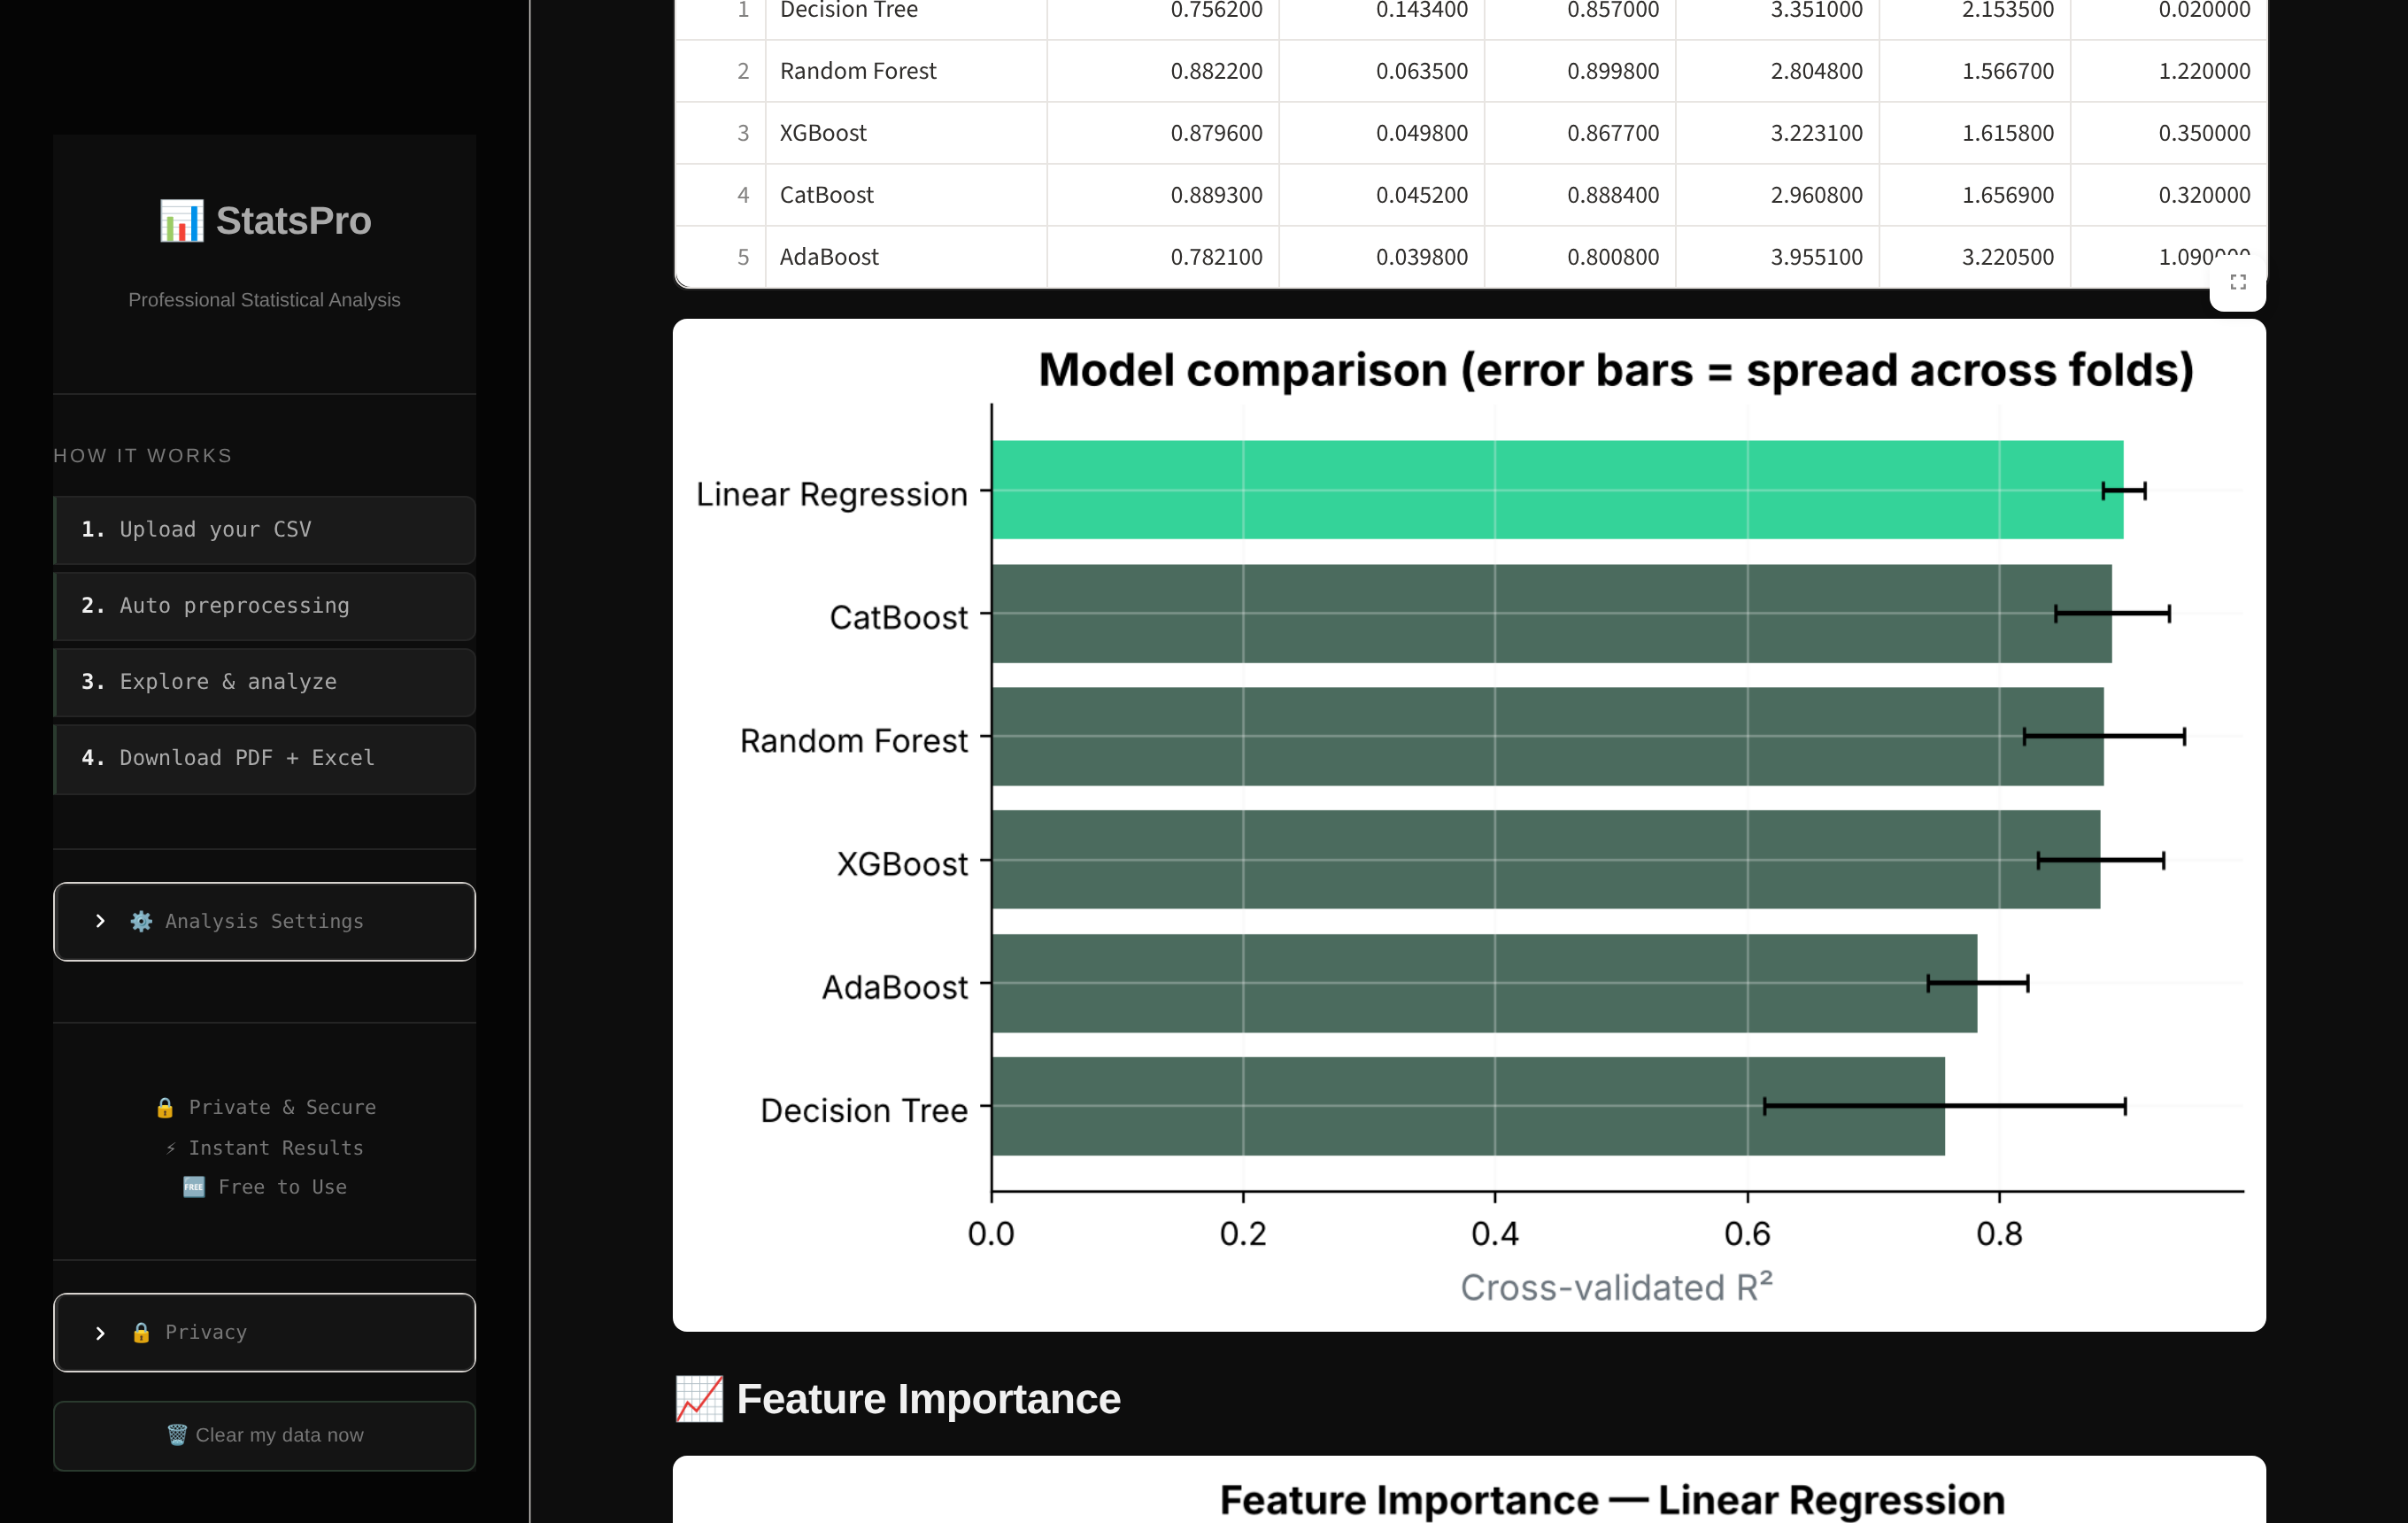 📊 StatsPro
Professional Statistical Analysis
HOW IT WORKS
1. Upload your CSV
2. Auto preprocessing
3. Explore & analyze
4. Download PDF + Excel
⚙️ Analysis Settings
🔒 Private & Secure
⚡ Instant Results
🆓 Free to Use
🔒 Privacy
🗑️ Clear my data now
1 Decision Tree 0.756200 0.143400 0.857000 3.351000 2.153500 0.020000
2 Random Forest 0.882200 0.063500 0.899800 2.804800 1.566700 1.220000
3 XGBoost 0.879600 0.049800 0.867700 3.223100 1.615800 0.350000
4 CatBoost 0.889300 0.045200 0.888400 2.960800 1.656900 0.320000
5 AdaBoost 0.782100 0.039800 0.800800 3.955100 3.220500 1.090000
Model comparison (error bars = spread across folds)
Linear Regression
CatBoost
Random Forest
XGBoost
AdaBoost
Decision Tree
0.0 0.2 0.4 0.6 0.8
Cross-validated R²
📈 Feature Importance
Feature Importance — Linear Regression